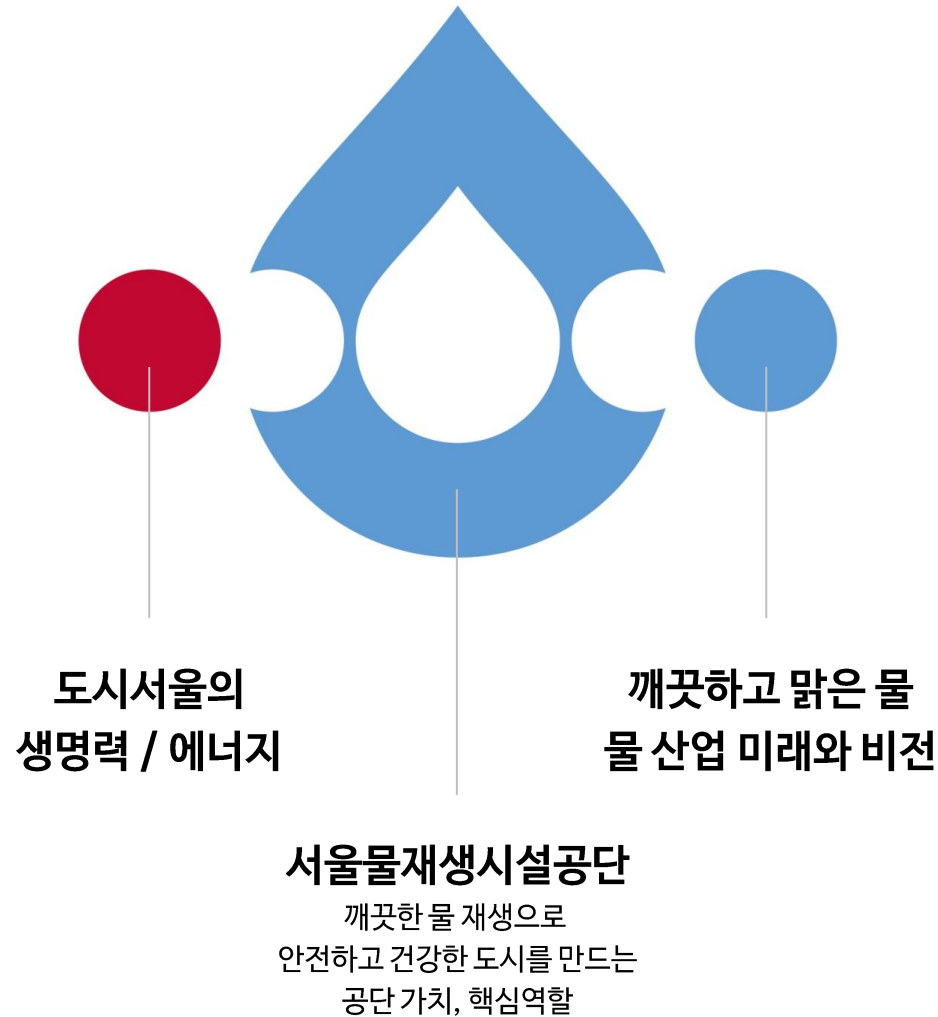 도시서울의
생명력 / 에너지
깨끗하고 맑은 물
물 산업 미래와 비전
서울물재생시설공단
깨끗한 물 재생으로
안전하고 건강한 도시를 만드는
공단 가치, 핵심역할